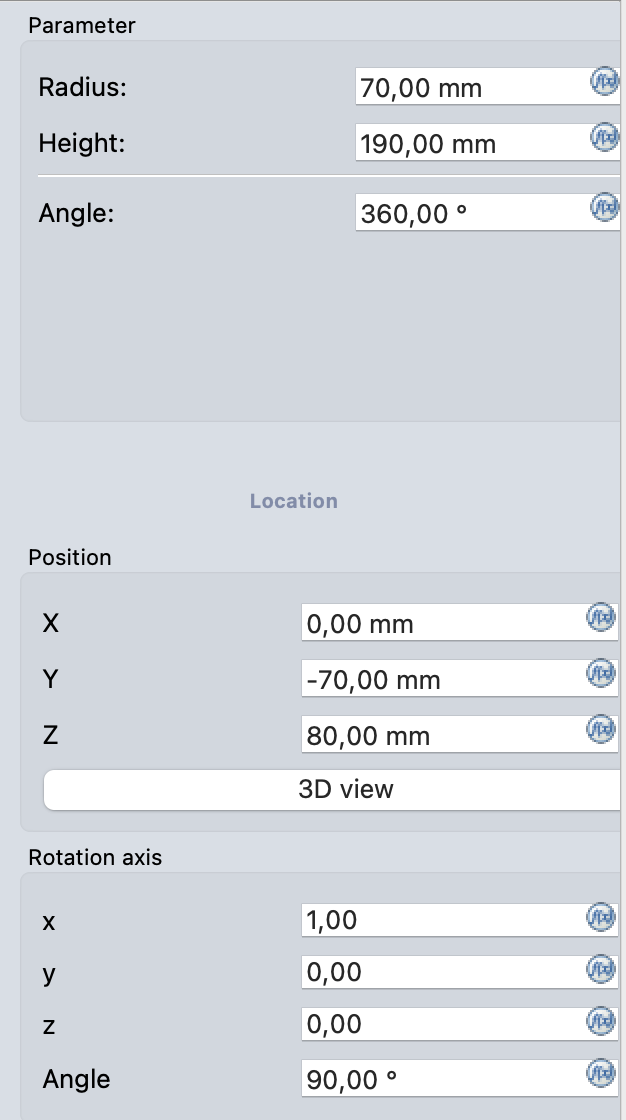 Parameter
Radius: 70,00 mm
Height: 190,00 mm
Angle: 360,00 °
Location
Position
X 0,00 mm
Y -70,00 mm
Z 80,00 mm
3D view
Rotation axis
x 1,00
y 0,00
z 0,00
Angle 90,00 °